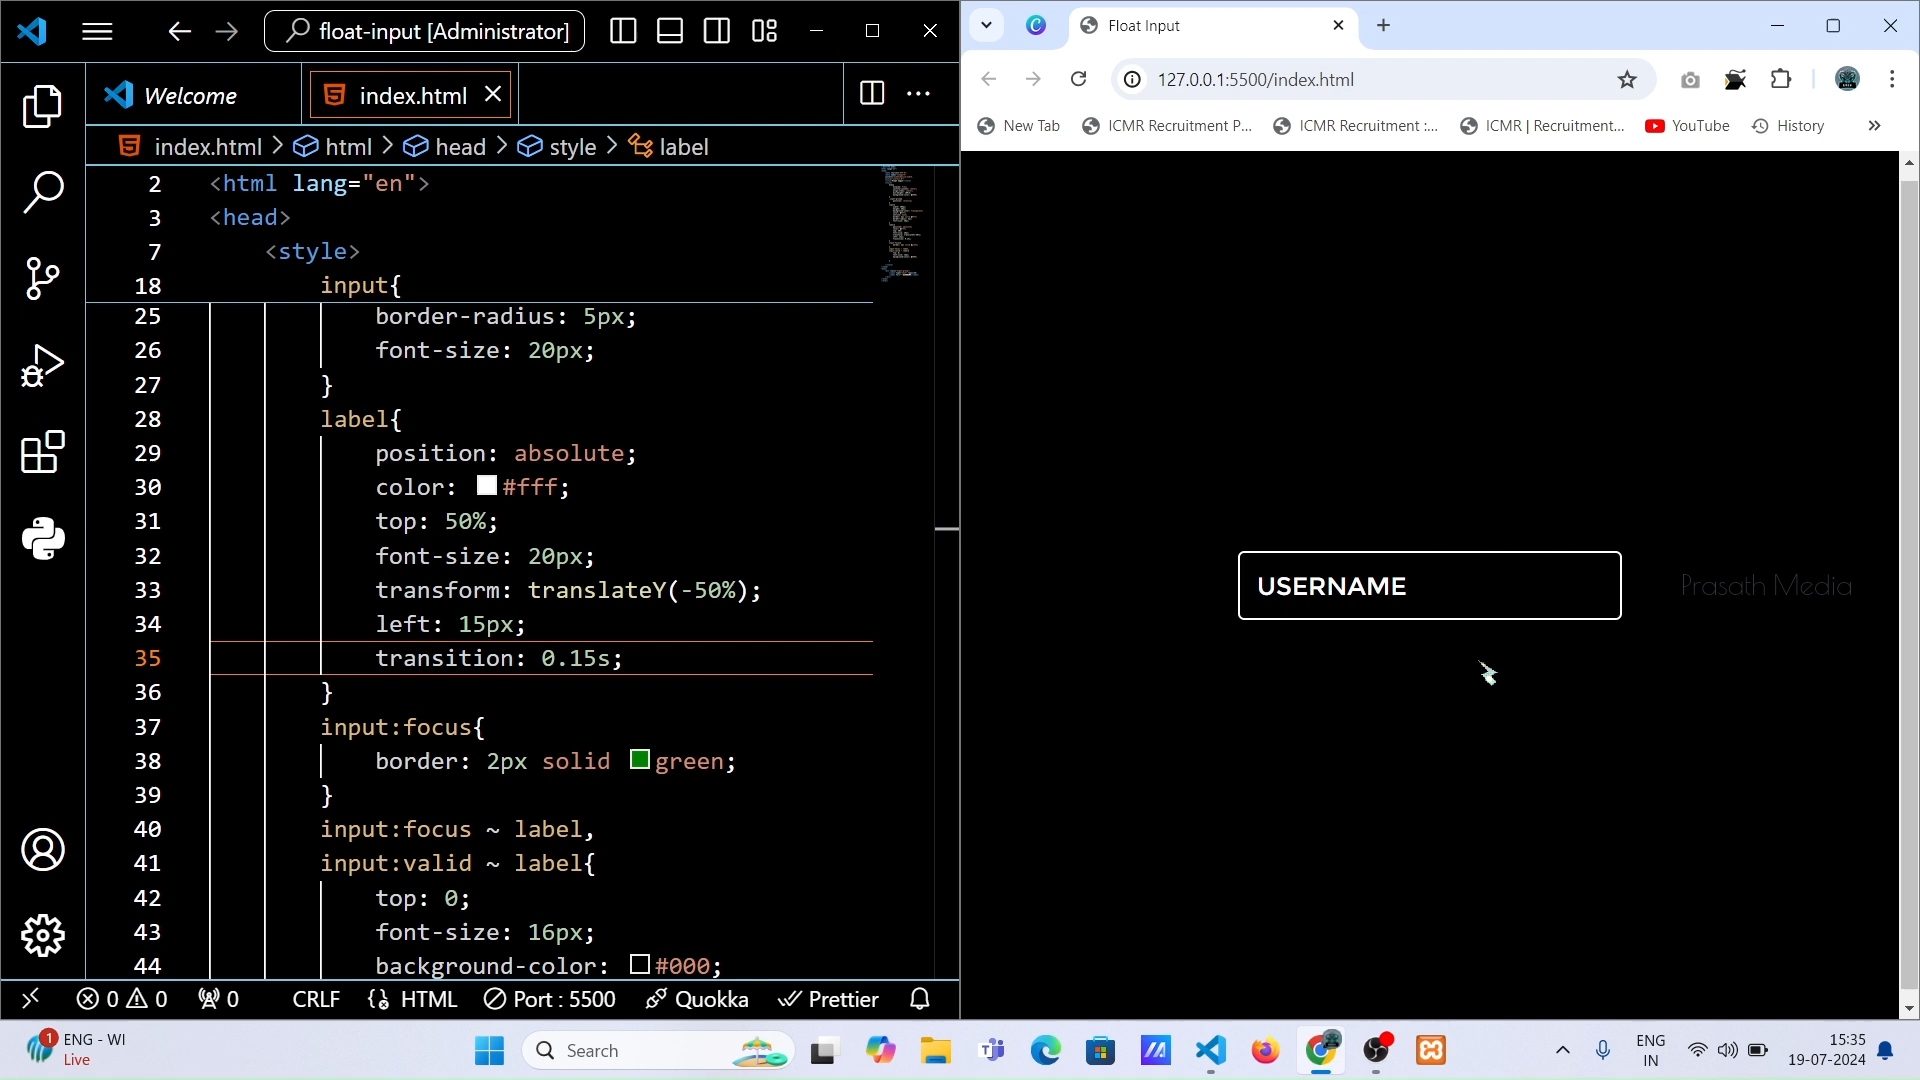 float-input [Administrator]
Welcome
index.html
index.html > html > head > style > label
2 <html lang="en">
3 <head>
7 <style>
18 input{
25 border-radius: 5px;
26 font-size: 20px;
27 }
28 label{
29 position: absolute;
30 color: #fff;
31 top: 50%;
32 font-size: 20px;
33 transform: translateY(-50%);
34 left: 15px;
35 transition: 0.15s;
36 }
37 input:focus{
38 border: 2px solid green;
39 }
40 input:focus ~ label,
41 input:valid ~ label{
42 top: 0;
43 font-size: 16px;
44 background-color: #000;
0 0 0 CRLF HTML Port : 5500 Quokka Prettier
Float Input
127.0.0.1:5500/index.html
New Tab ICMR Recruitment P... ICMR Recruitment :... ICMR | Recruitment... YouTube History
USERNAME
Prasath Media
1 ENG - WI
Live
Search
ENG
IN
15:35
19-07-2024